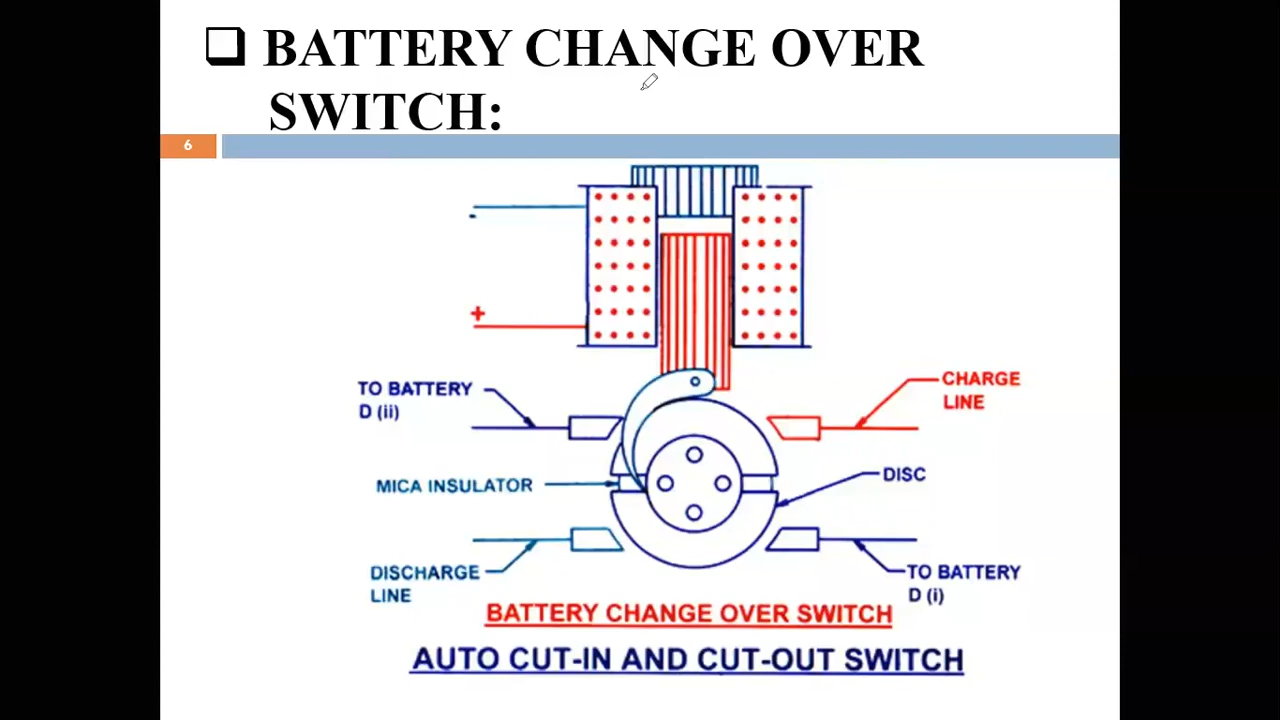 BATTERY CHANGE OVER
SWITCH:
6
-
+
TO BATTERY
D (ii)
CHARGE
LINE
MICA INSULATOR
DISC
DISCHARGE
LINE
TO BATTERY
D (i)
BATTERY CHANGE OVER SWITCH
AUTO CUT-IN AND CUT-OUT SWITCH